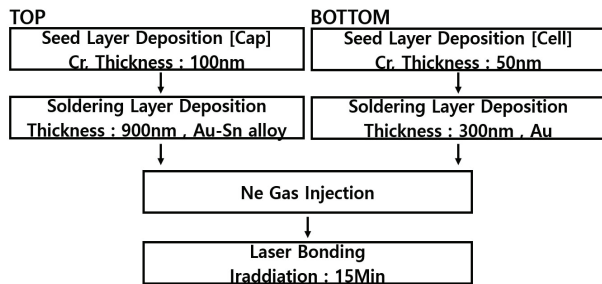 TOP
BOTTOM
Seed Layer Deposition [Cap]
Cr. Thickness : 100nm
Seed Layer Deposition [Cell]
Cr. Thickness : 50nm
Soldering Layer Deposition
Thickness : 900nm , Au-Sn alloy
Soldering Layer Deposition
Thickness : 300nm , Au
Ne Gas Injection
Laser Bonding
Iraddiation : 15Min